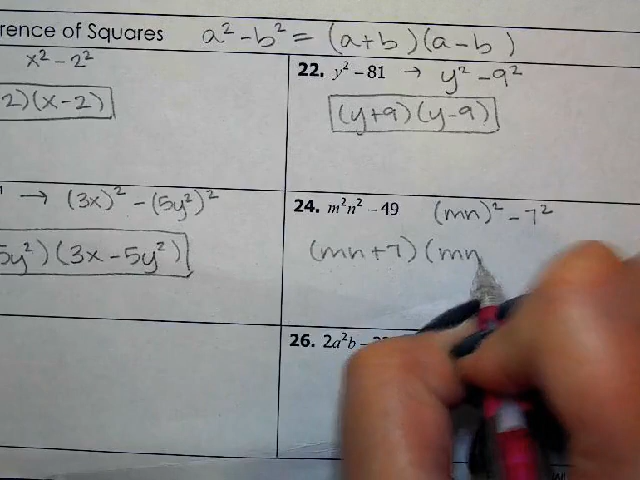 rence of Squares a² - b² = (a+b)(a-b)
x² - 2²
2)(x-2)
22. y² - 81 → y² - 9²
(y+9)(y-9)
→ (3x)² - (5y²)²
5y²)(3x - 5y²)
24. m²n² - 49 (mn)² - 7²
(mn+7)(mn
26. 2a²b -